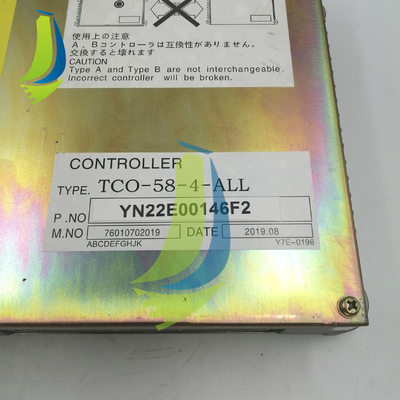 使用上の注意
A，Bコントローラは互換性がありません。
交換すると壊れます
CAUTION
Type A and Type B are not interchangeable.
Incorrect controller will be broken.
CONTROLLER
TYPE. TCO-58-4-ALL
P.NO YN22E00146F2
M.NO 76010702019 DATE 2019.08
ABCDEFGHJK Y7E-0196